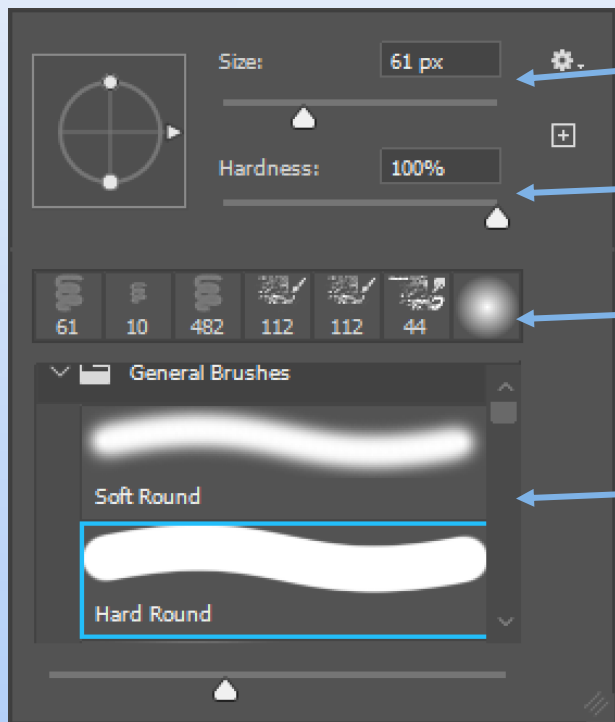 Size: 61 px
Hardness: 100%
61 10 482 112 112 44
General Brushes
Soft Round
Hard Round